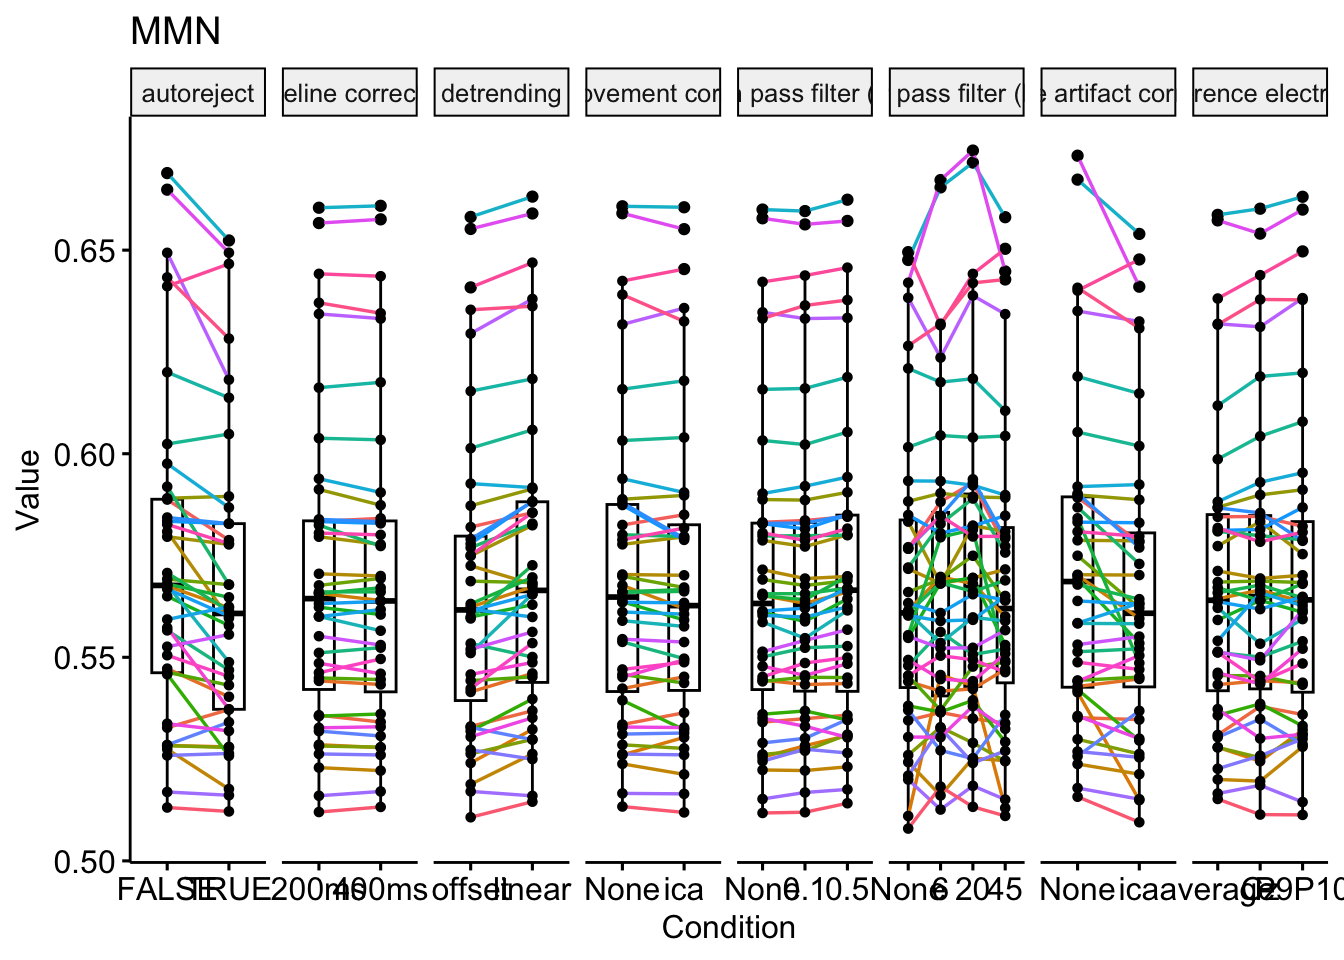 MMN
autoreject
eline correc
detrending
ovement cor
pass filter (
pass filter (
artifact cor
rence electr
0.65
0.60
0.55
0.50
Value
FALSE TRUE 200ms 400ms offset linear None ica None 0.1 0.5 None 6 20 45 None ica average Cz P9P10
Condition